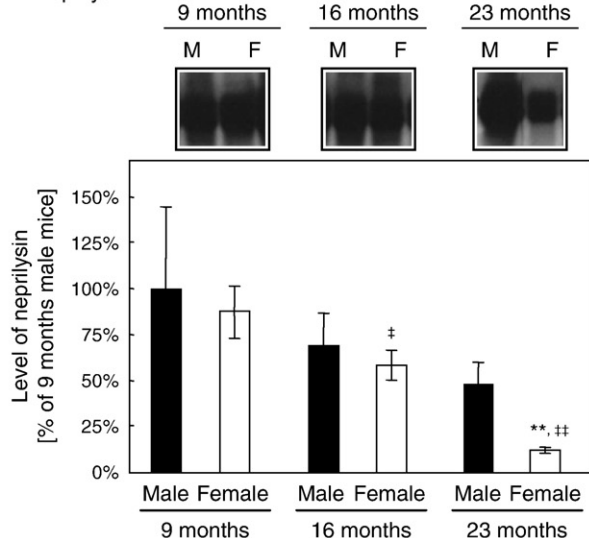 9 months 16 months 23 months
M F M F M F
Level of neprilysin
[% of 9 months male mice]
150%
125%
100%
75%
50%
25%
0%
‡
**, ‡‡
Male Female Male Female Male Female
9 months 16 months 23 months